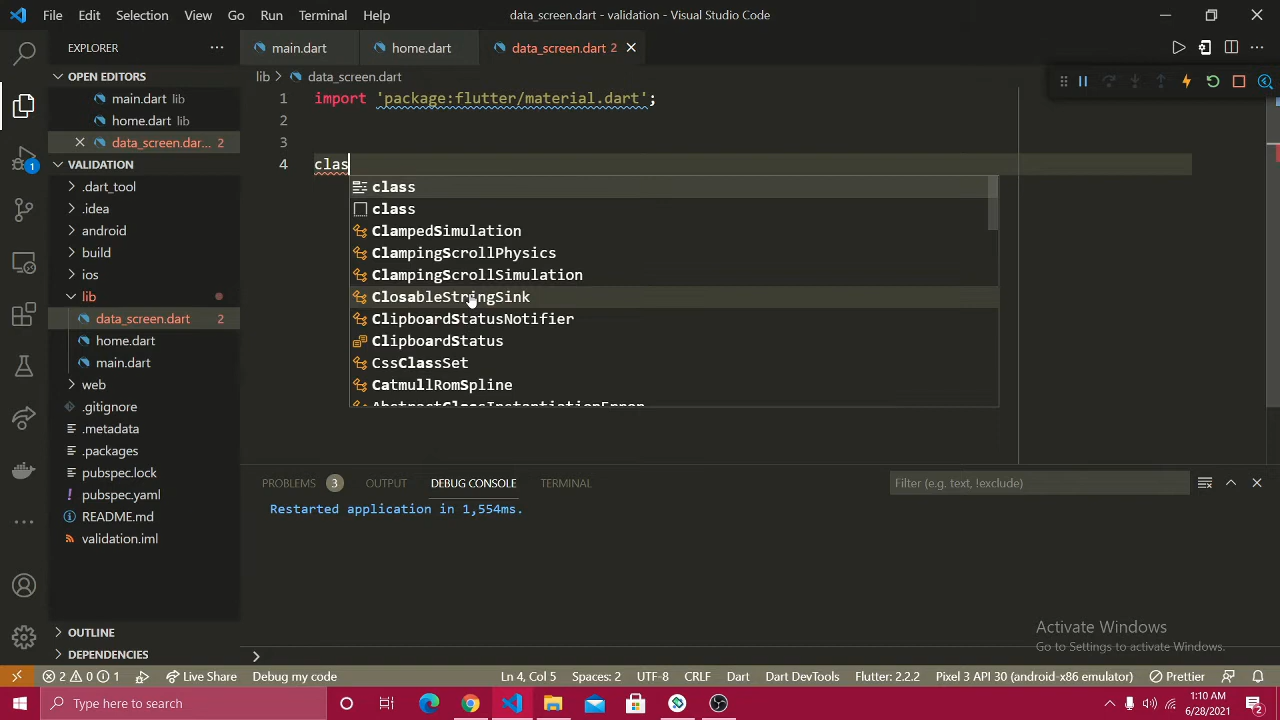 File Edit Selection View Go Run Terminal Help
data_screen.dart - validation - Visual Studio Code
EXPLORER
OPEN EDITORS
main.dart lib
home.dart lib
data_screen.dar... 2
VALIDATION
.dart_tool
.idea
android
build
ios
lib
data_screen.dart 2
home.dart
main.dart
web
.gitignore
.metadata
.packages
pubspec.lock
pubspec.yaml
README.md
validation.iml
OUTLINE
DEPENDENCIES
1
main.dart home.dart data_screen.dart 2
lib > data_screen.dart
1 import 'package:flutter/material.dart';
2
3
4 clas
class
class
ClampedSimulation
ClampingScrollPhysics
ClampingScrollSimulation
ClosableStringSink
ClipboardStatusNotifier
ClipboardStatus
CssClassSet
CatmullRomSpline
AbstractClassInstantiationError
PROBLEMS 3 OUTPUT DEBUG CONSOLE TERMINAL
Filter (e.g. text, !exclude)
Restarted application in 1,554ms.
Activate Windows
Go to Settings to activate Windows.
2 0 1 Live Share Debug my code Ln 4, Col 5 Spaces: 2 UTF-8 CRLF Dart Dart DevTools Flutter: 2.2.2 Pixel 3 API 30 (android-x86 emulator) Prettier
Type here to search
1:10 AM
6/28/2021
2